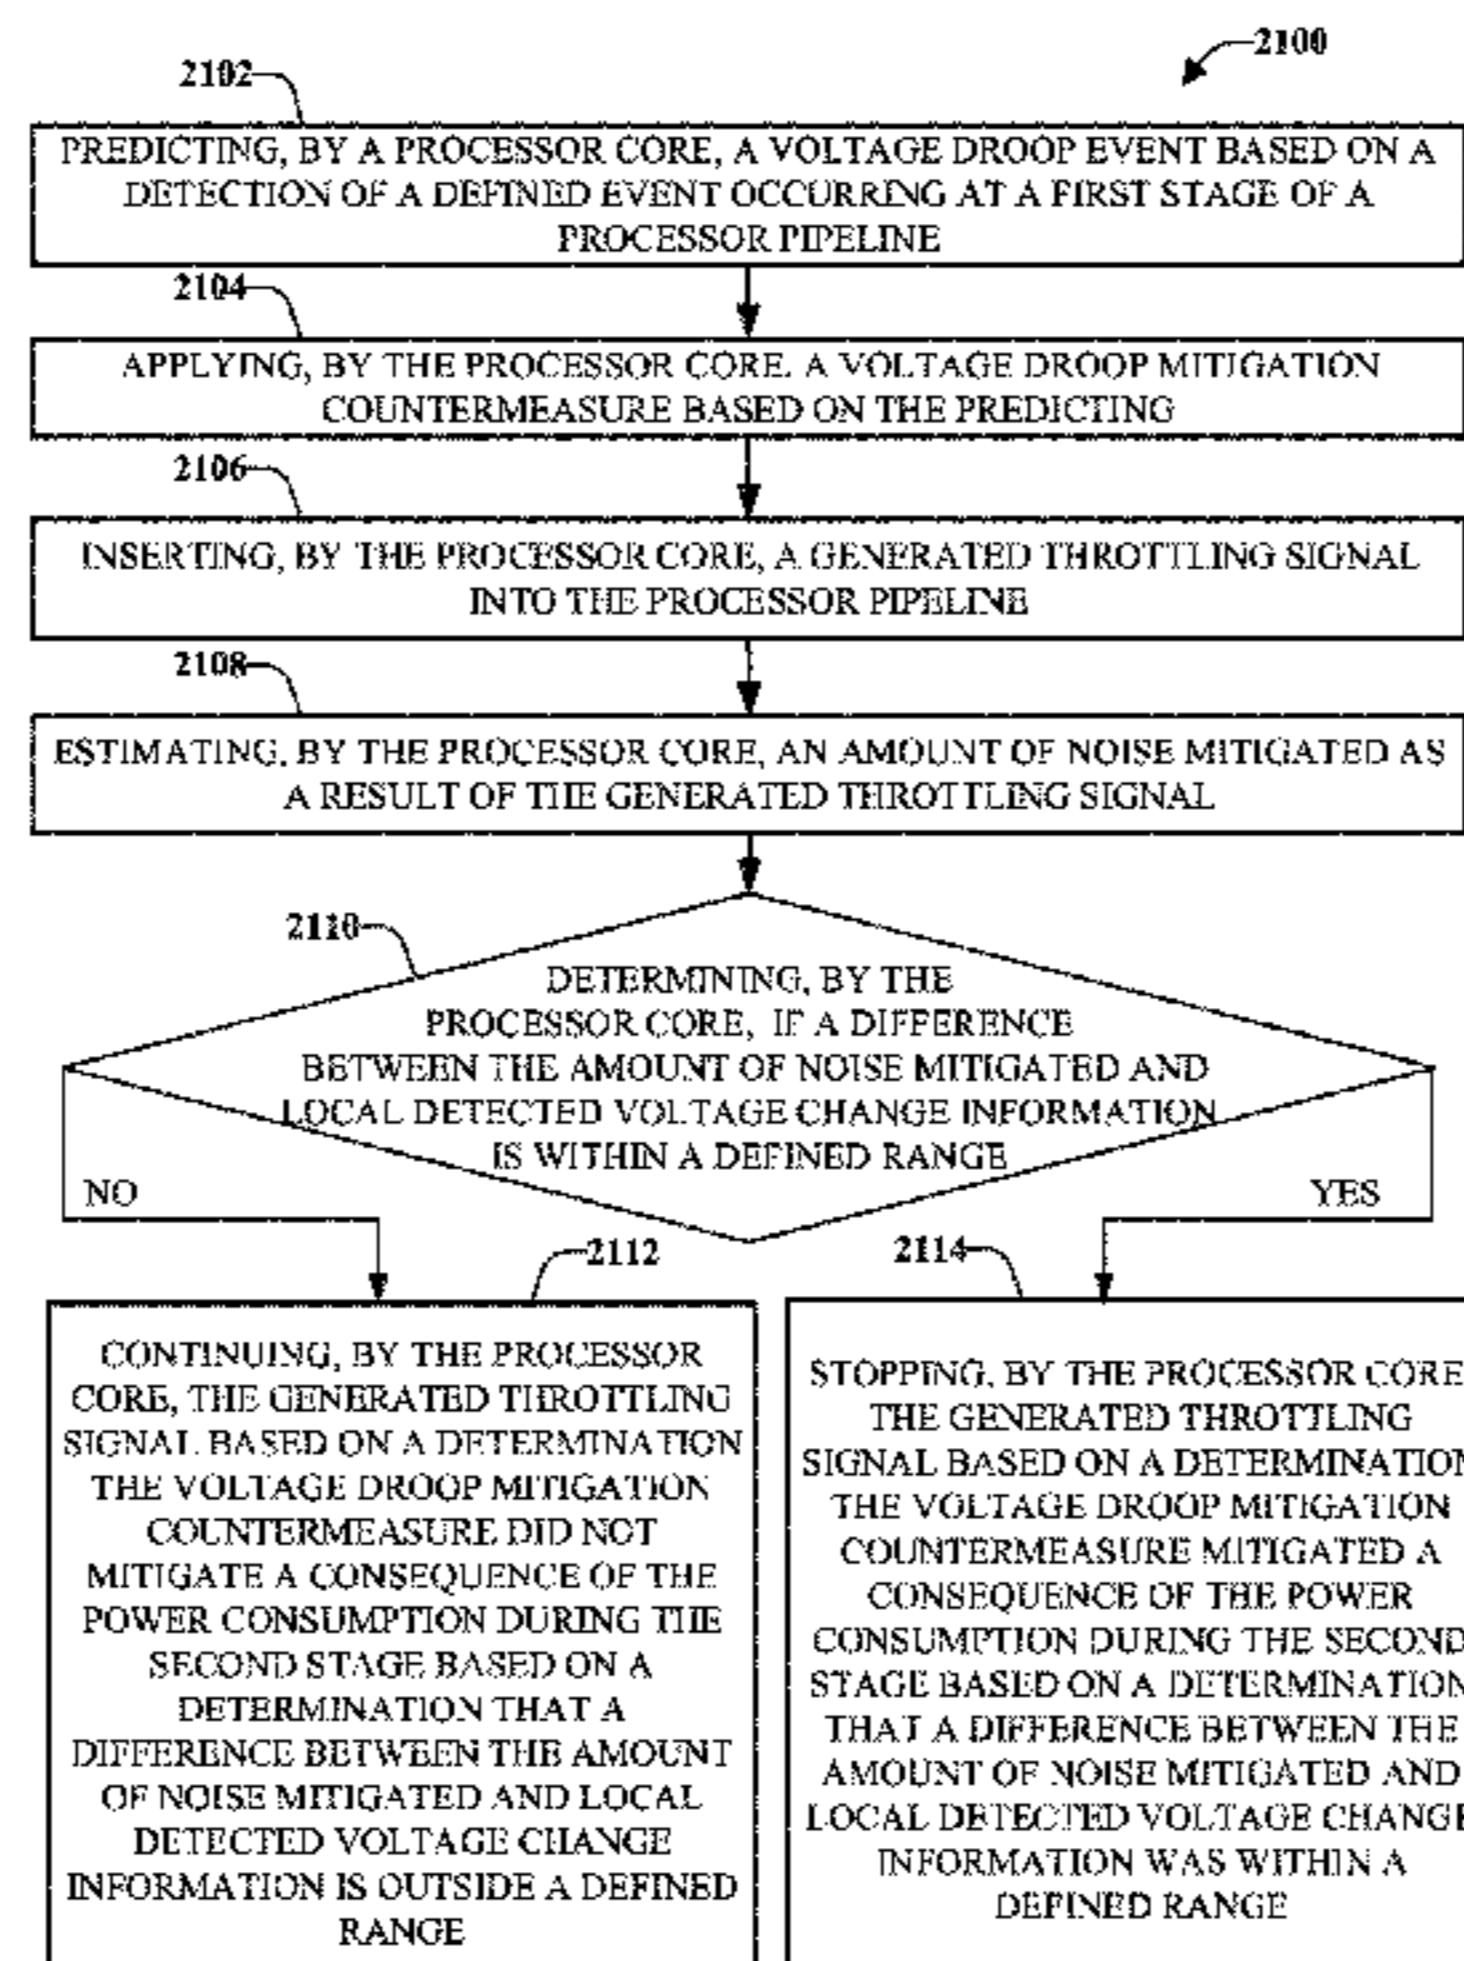 2100
2102
PREDICTING, BY A PROCESSOR CORE, A VOLTAGE DROOP EVENT BASED ON A
DETECTION OF A DEFINED EVENT OCCURRING AT A FIRST STAGE OF A
PROCESSOR PIPELINE
2104
APPLYING, BY THE PROCESSOR CORE, A VOLTAGE DROOP MITIGATION
COUNTERMEASURE BASED ON THE PREDICTING
2106
INSERTING, BY THE PROCESSOR CORE, A GENERATED THROTTLING SIGNAL
INTO THE PROCESSOR PIPELINE
2108
ESTIMATING, BY THE PROCESSOR CORE, AN AMOUNT OF NOISE MITIGATED AS
A RESULT OF THE GENERATED THROTTLING SIGNAL
2110
DETERMINING, BY THE
PROCESSOR CORE, IF A DIFFERENCE
BETWEEN THE AMOUNT OF NOISE MITIGATED AND
LOCAL DETECTED VOLTAGE CHANGE INFORMATION
IS WITHIN A DEFINED RANGE
NO
YES
2112
CONTINUING, BY THE PROCESSOR
CORE, THE GENERATED THROTTLING
SIGNAL BASED ON A DETERMINATION
THE VOLTAGE DROOP MITIGATION
COUNTERMEASURE DID NOT
MITIGATE A CONSEQUENCE OF THE
POWER CONSUMPTION DURING THE
SECOND STAGE BASED ON A
DETERMINATION THAT A
DIFFERENCE BETWEEN THE AMOUNT
OF NOISE MITIGATED AND LOCAL
DETECTED VOLTAGE CHANGE
INFORMATION IS OUTSIDE A DEFINED
RANGE
2114
STOPPING, BY THE PROCESSOR CORE
THE GENERATED THROTTLING
SIGNAL BASED ON A DETERMINATION
THE VOLTAGE DROOP MITIGATION
COUNTERMEASURE MITIGATED A
CONSEQUENCE OF THE POWER
CONSUMPTION DURING THE SECOND
STAGE BASED ON A DETERMINATION
THAT A DIFFERENCE BETWEEN THE
AMOUNT OF NOISE MITIGATED AND
LOCAL DETECTED VOLTAGE CHANGE
INFORMATION WAS WITHIN A
DEFINED RANGE